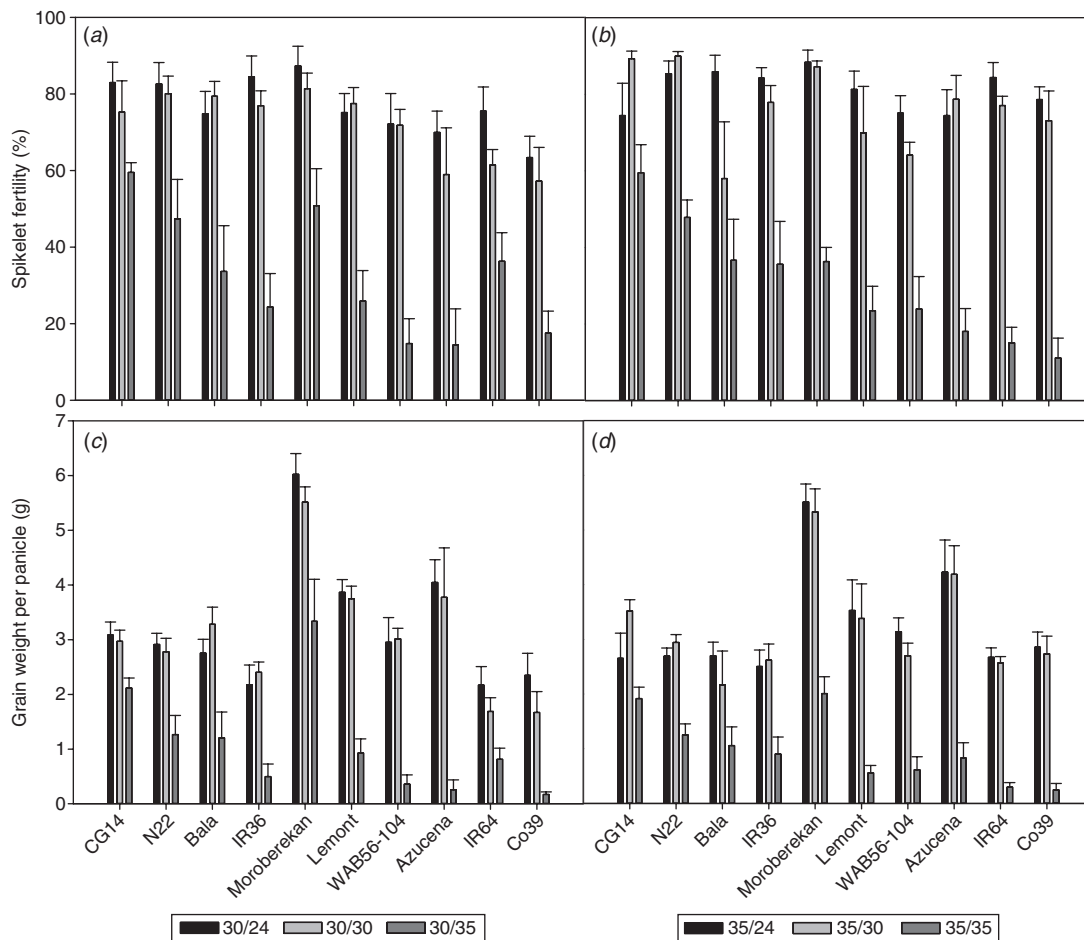 (a)
(b)
Spikelet fertility (%)
100
80
60
40
20
0
(c)
(d)
Grain weight per panicle (g)
7
6
5
4
3
2
1
0
CG14
N22
Bala
IR36
Moroberekan
Lemont
WAB56-104
Azucena
IR64
Co39
CG14
N22
Bala
IR36
Moroberekan
Lemont
WAB56-104
Azucena
IR64
Co39
30/24 30/30 30/35
35/24 35/30 35/35